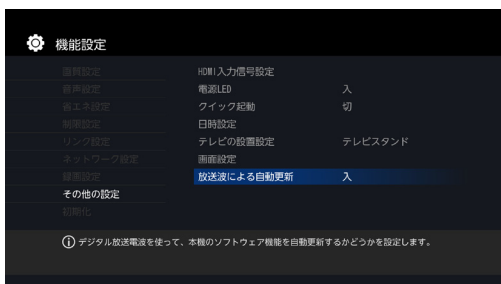 機能設定
画質設定
音声設定
省エネ設定
制限設定
リンク設定
ネットワーク設定
録画設定
その他の設定
初期化
HDMI入力信号設定
電源LED 入
クイック起動 切
日時設定
テレビの設置設定 テレビスタンド
画面設定
放送波による自動更新 入
デジタル放送電波を使って、本機のソフトウェア機能を自動更新するかどうかを設定します。